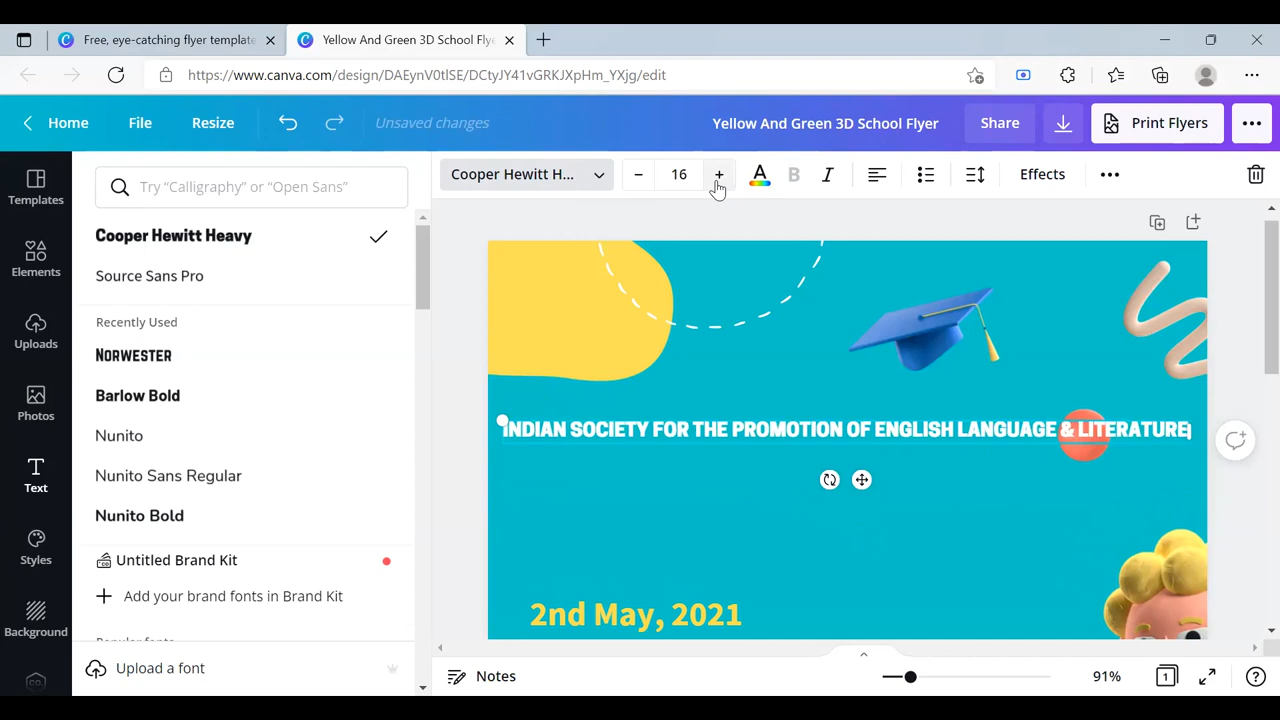 Free, eye-catching flyer template
Yellow And Green 3D School Flye
https://www.canva.com/design/DAEynV0tlSE/DCtyJY41vGRKJXpHm_YXjg/edit
Home
File
Resize
Unsaved changes
Yellow And Green 3D School Flyer
Share
Print Flyers
Cooper Hewitt H...
16
A
B
I
Effects
Templates
Elements
Uploads
Photos
Text
Styles
Background
Try “Calligraphy” or “Open Sans”
Cooper Hewitt Heavy
Source Sans Pro
Recently Used
NORWESTER
Barlow Bold
Nunito
Nunito Sans Regular
Nunito Bold
Untitled Brand Kit
Add your brand fonts in Brand Kit
Upload a font
INDIAN SOCIETY FOR THE PROMOTION OF ENGLISH LANGUAGE & LITERATURE
2nd May, 2021
Notes
91%
1